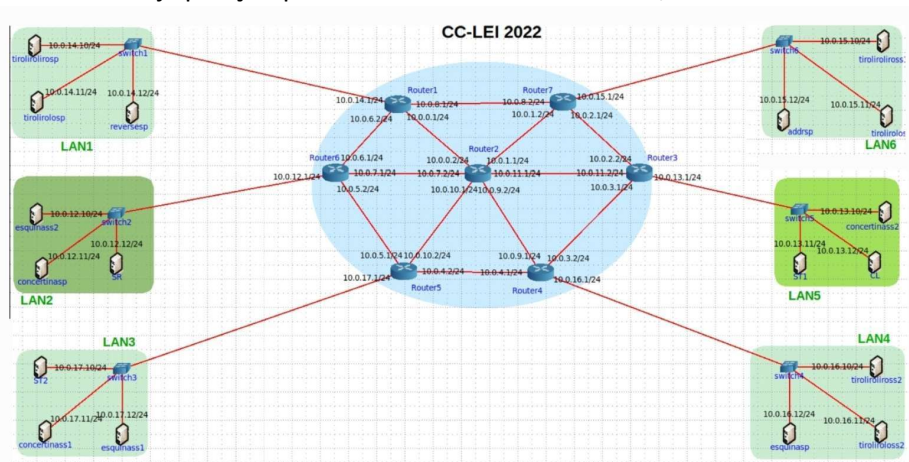 CC-LEI 2022
tirolirolirosp
10.0.14.10/24
switch1
10.0.14.11/24
10.0.14.12/24
tirolirolosp
reversesp
LAN1
10.0.14.1/24
Router1
10.0.8.1/24
10.0.6.2/24
10.0.0.1/24
Router7
10.0.8.2/24
10.0.15.1/24
10.0.1.2/24
10.0.2.1/24
switch6
10.0.15.10/24
10.0.15.12/24
10.0.15.11/24
addrsp
LAN6
Router6
10.0.6.1/24
10.0.12.1/24
10.0.7.1/24
10.0.5.2/24
Router2
10.0.0.2/24
10.0.1.1/24
10.0.7.2/24
10.0.11.1/24
10.0.10.1/24
10.0.9.2/24
Router3
10.0.2.2/24
10.0.11.2/24
10.0.13.1/24
10.0.3.1/24
esquinass2
10.0.12.10/24
switch2
10.0.12.12/24
10.0.12.11/24
concertinasp
SR
LAN2
switch5
10.0.13.10/24
concertinass2
10.0.13.11/24
10.0.13.12/24
ST1
CL
LAN5
10.0.5.1/24
10.0.10.2/24
10.0.17.1/24
10.0.4.2/24
Router5
10.0.9.1/24
10.0.3.2/24
10.0.4.1/24
10.0.16.1/24
Router4
LAN3
10.0.17.10/24
ST2
switch3
10.0.17.11/24
10.0.17.12/24
concertinass1
esquinass1
LAN4
switch4
10.0.16.10/24
tiroliroliross2
10.0.16.12/24
10.0.16.11/24
esquinasp
tiroliroloss2